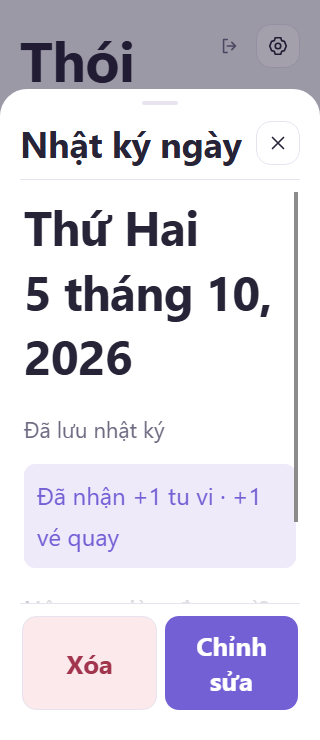 Thói
Nhật ký ngày
Thứ Hai
5 tháng 10,
2026
Đã lưu nhật ký
Đã nhận +1 tu vi · +1
vé quay
Xóa
Chỉnh
sửa